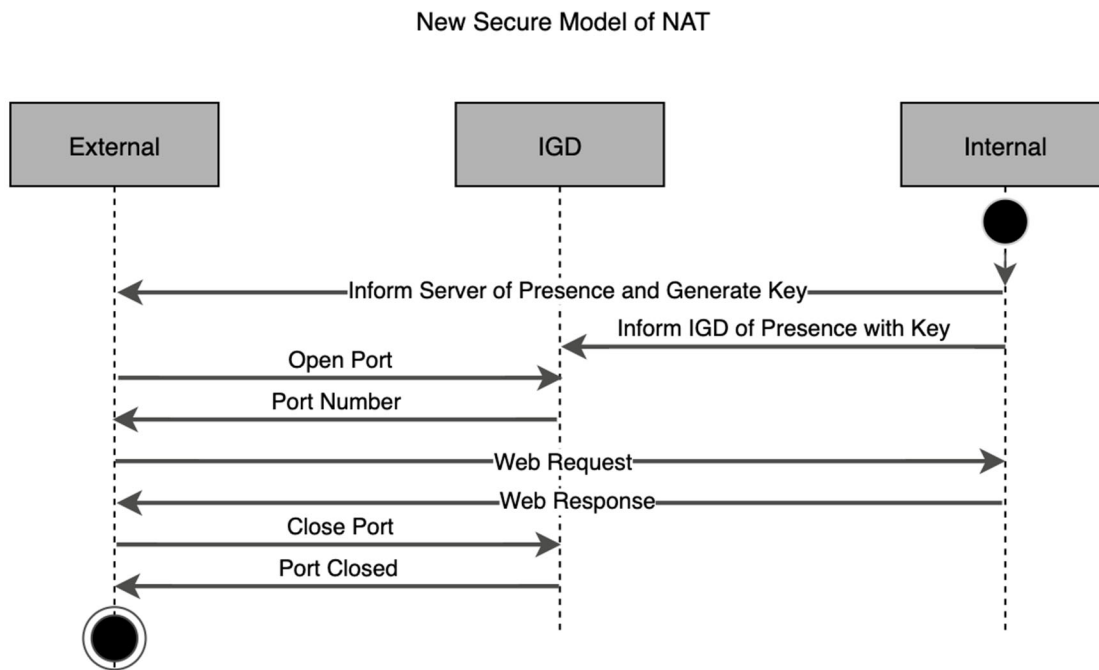 New Secure Model of NAT
External
IGD
Internal
Inform Server of Presence and Generate Key
Inform IGD of Presence with Key
Open Port
Port Number
Web Request
Web Response
Close Port
Port Closed